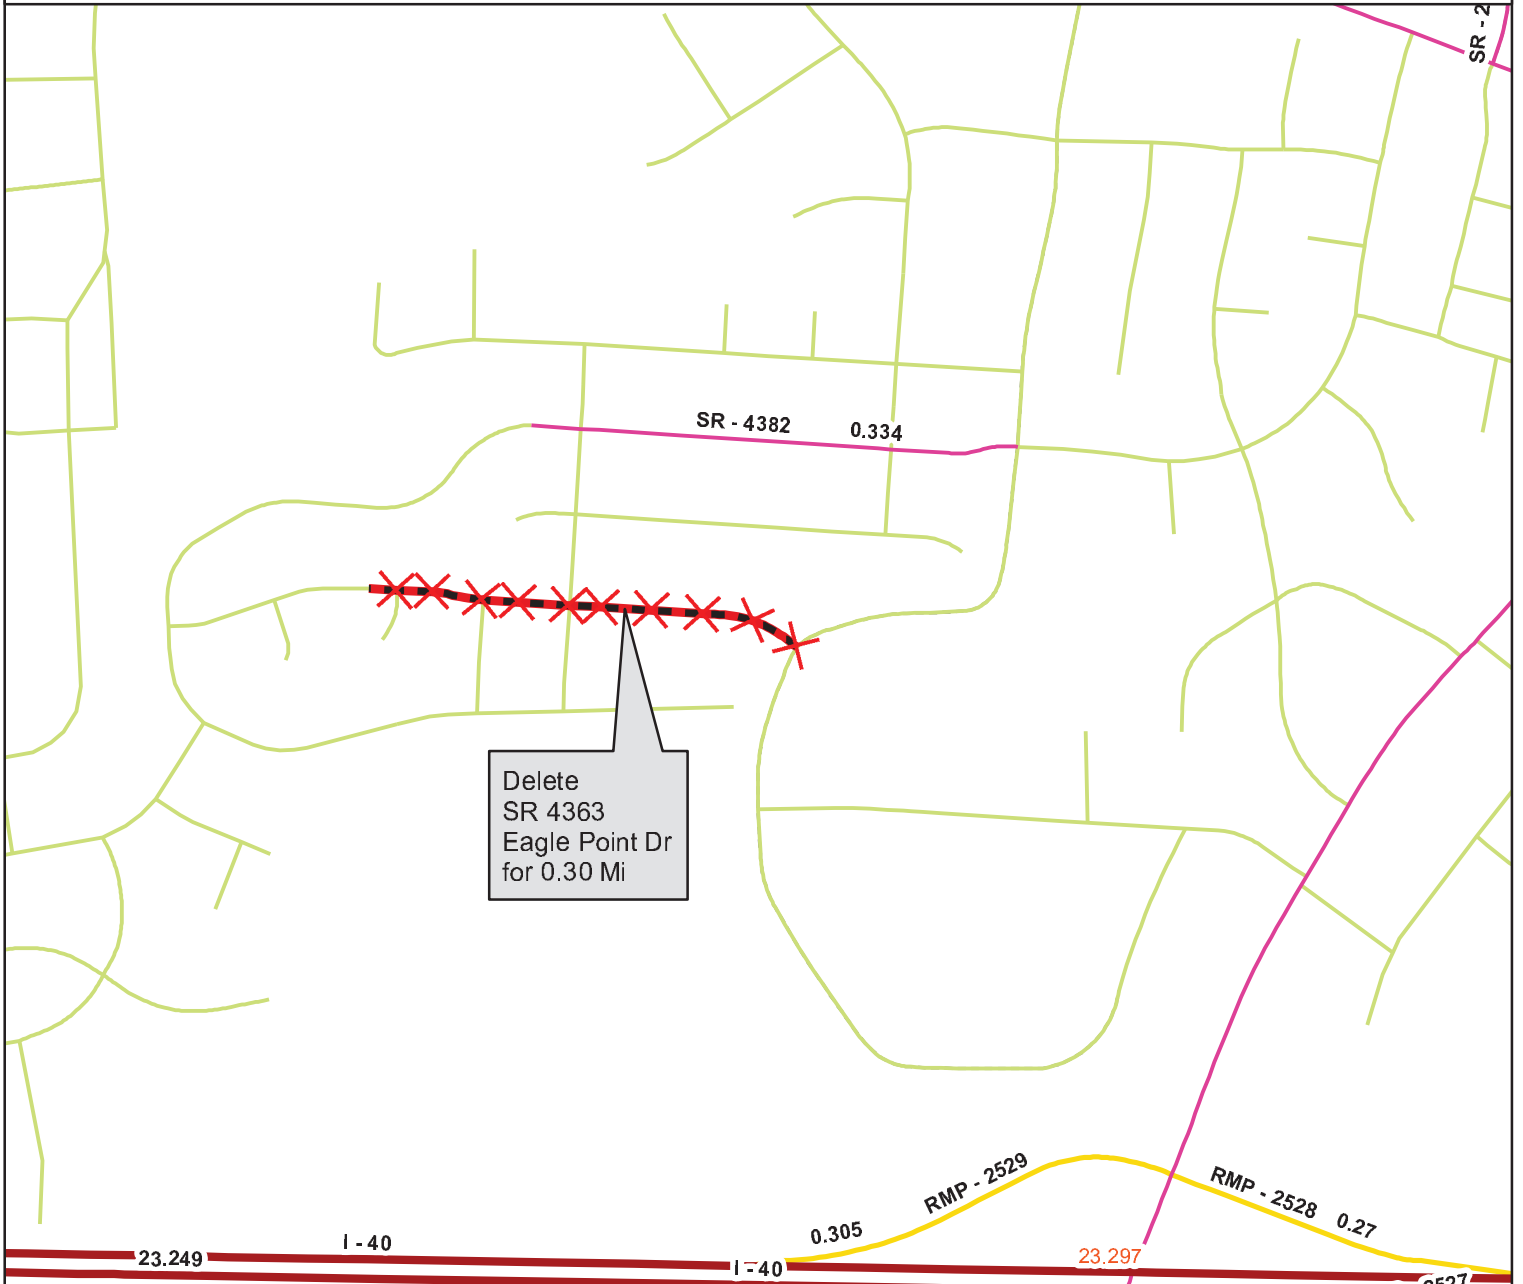 SR - 2
SR - 4382 0.334
Delete
SR 4363
Eagle Point Dr
for 0.30 Mi
RMP - 2529
RMP - 2528 0.27
0.305
I - 40
23.249
23.297
I - 40
2527